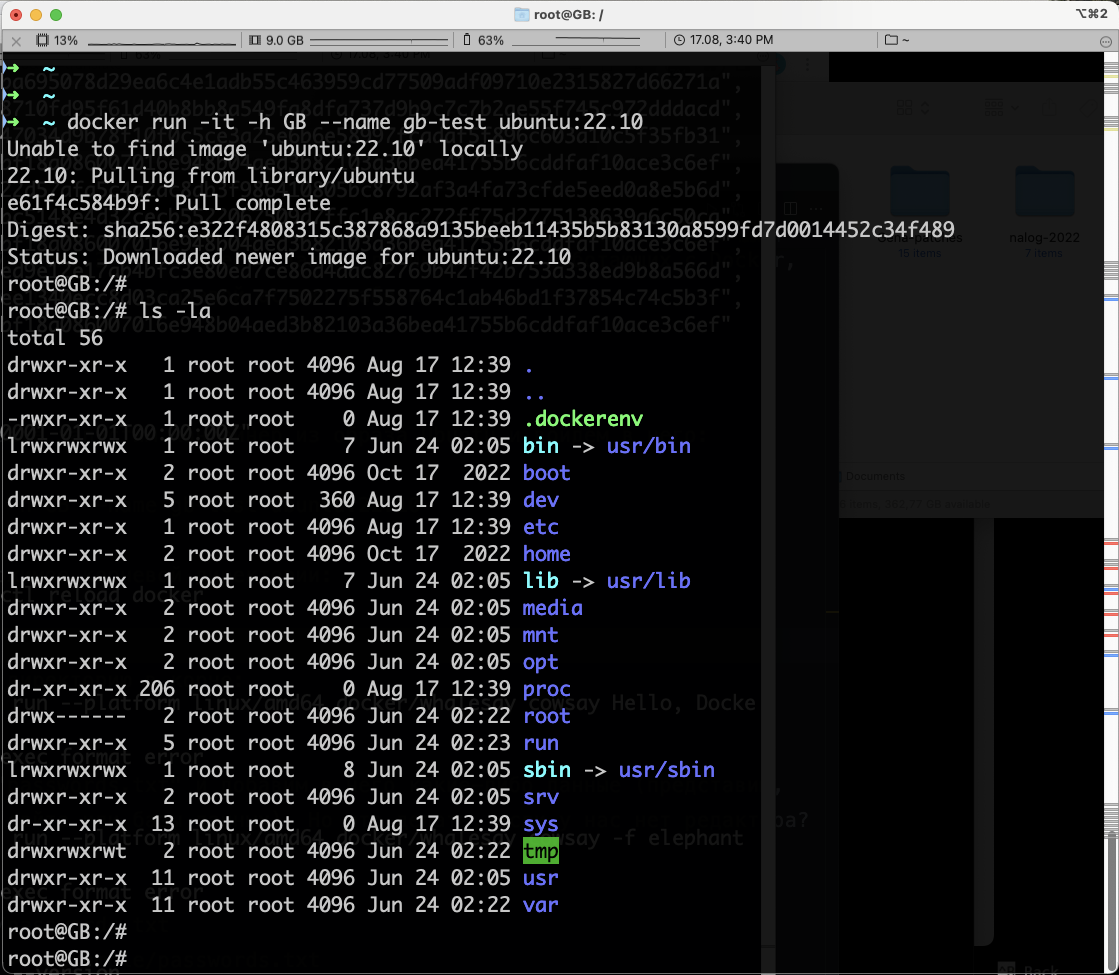 root@GB: /
⌥⌘2
13%
9.0 GB
63%
17.08, 3:40 PM
~
➜ ~
➜ ~
➜ ~ docker run -it -h GB --name gb-test ubuntu:22.10
Unable to find image 'ubuntu:22.10' locally
22.10: Pulling from library/ubuntu
e61f4c584b9f: Pull complete
Digest: sha256:e322f4808315c387868a9135beeb11435b5b83130a8599fd7d0014452c34f489
Status: Downloaded newer image for ubuntu:22.10
root@GB:/#
root@GB:/# ls -la
total 56
drwxr-xr-x 1 root root 4096 Aug 17 12:39 .
drwxr-xr-x 1 root root 4096 Aug 17 12:39 ..
-rwxr-xr-x 1 root root 0 Aug 17 12:39 .dockerenv
lrwxrwxrwx 1 root root 7 Jun 24 02:05 bin -> usr/bin
drwxr-xr-x 2 root root 4096 Oct 17 2022 boot
drwxr-xr-x 5 root root 360 Aug 17 12:39 dev
drwxr-xr-x 1 root root 4096 Aug 17 12:39 etc
drwxr-xr-x 2 root root 4096 Oct 17 2022 home
lrwxrwxrwx 1 root root 7 Jun 24 02:05 lib -> usr/lib
drwxr-xr-x 2 root root 4096 Jun 24 02:05 media
drwxr-xr-x 2 root root 4096 Jun 24 02:05 mnt
drwxr-xr-x 2 root root 4096 Jun 24 02:05 opt
dr-xr-xr-x 206 root root 0 Aug 17 12:39 proc
drwx------ 2 root root 4096 Jun 24 02:22 root
drwxr-xr-x 5 root root 4096 Jun 24 02:23 run
lrwxrwxrwx 1 root root 8 Jun 24 02:05 sbin -> usr/sbin
drwxr-xr-x 2 root root 4096 Jun 24 02:05 srv
dr-xr-xr-x 13 root root 0 Aug 17 12:39 sys
drwxrwxrwt 2 root root 4096 Jun 24 02:22 tmp
drwxr-xr-x 11 root root 4096 Jun 24 02:05 usr
drwxr-xr-x 11 root root 4096 Jun 24 02:22 var
root@GB:/#
root@GB:/#
nalog-2022
15 items
7 items
Documents